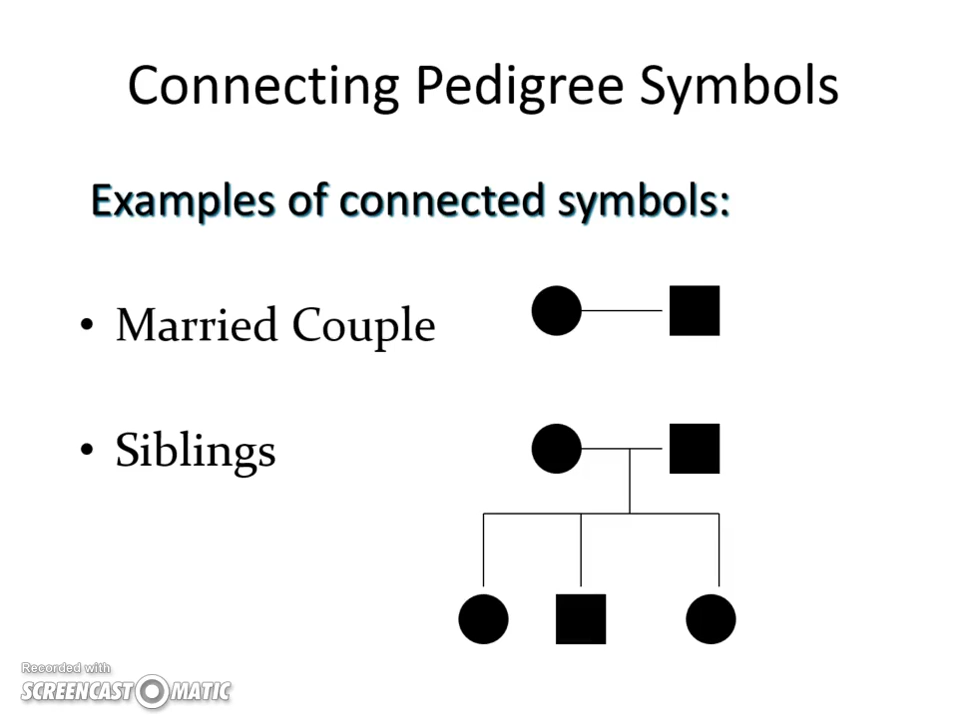 Connecting Pedigree Symbols
Examples of connected symbols:
• Married Couple
• Siblings
Recorded with
SCREENCAST O MATIC